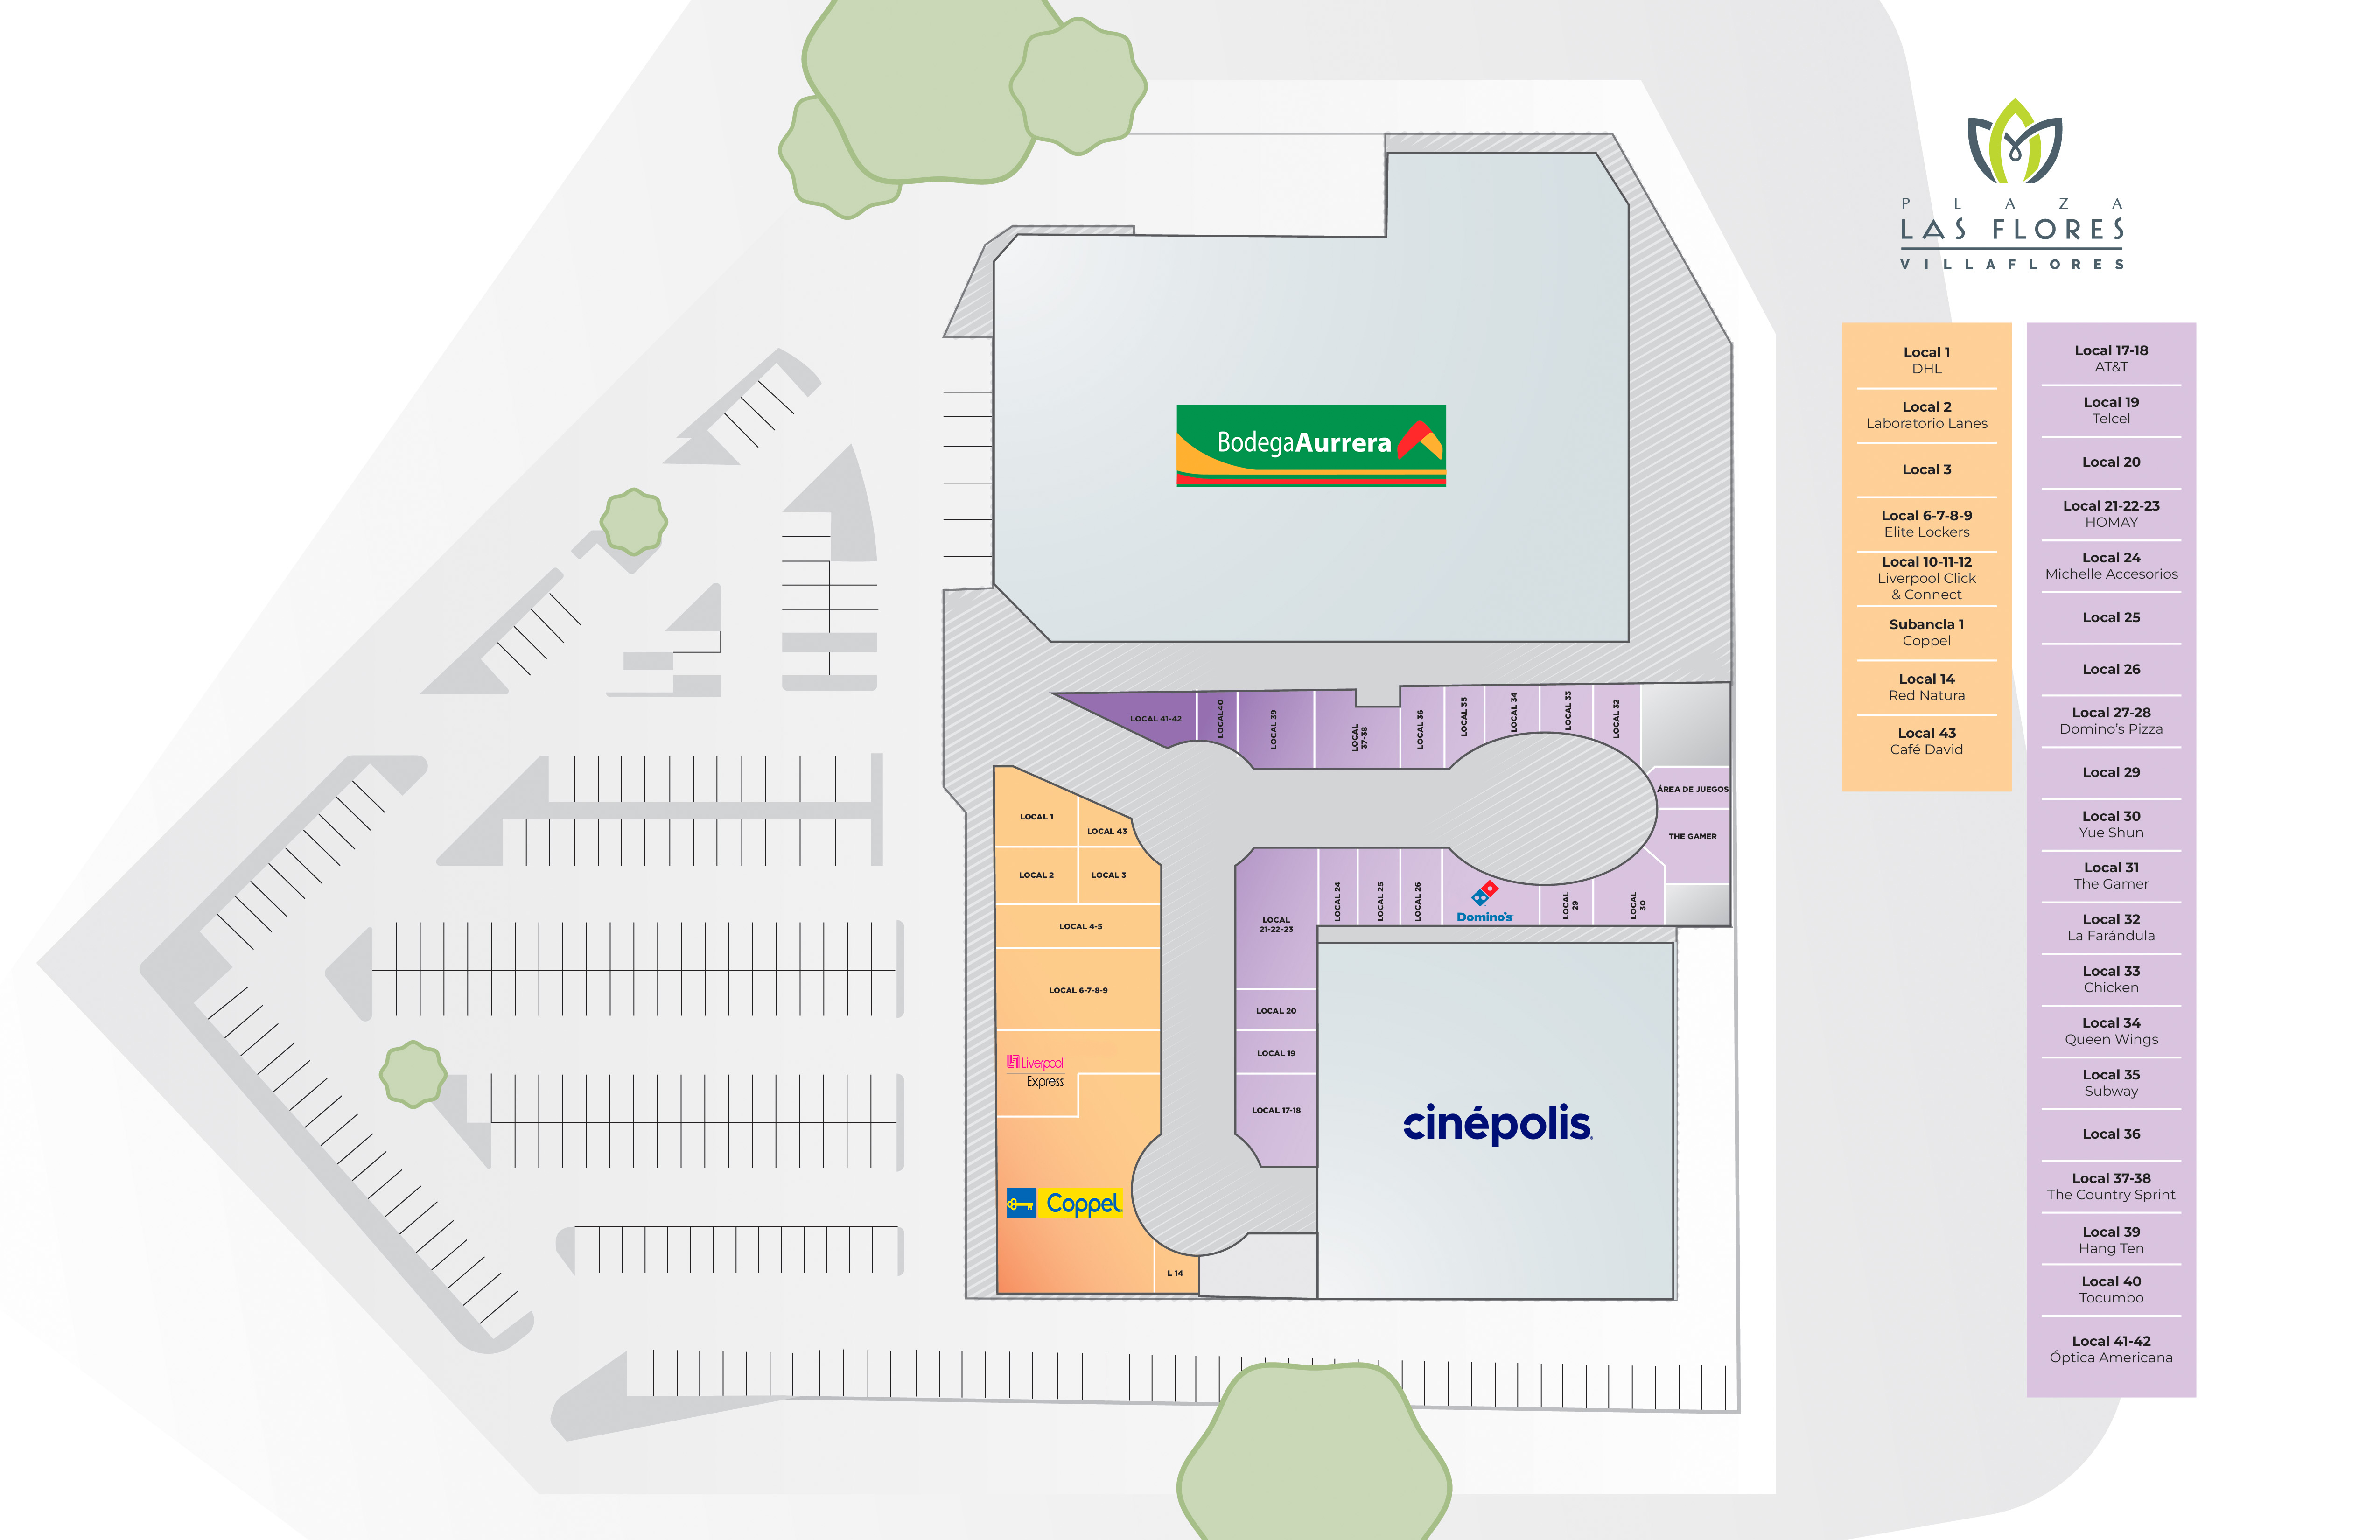 PLAZA
LAS FLORES
VILLAFLORES
Local 1
DHL
Local 2
Laboratorio Lanes
Local 3
Local 6-7-8-9
Elite Lockers
Local 10-11-12
Liverpool Click
& Connect
Subancla 1
Coppel
Local 14
Red Natura
Local 43
Café David
Local 17-18
AT&T
Local 19
Telcel
Local 20
Local 21-22-23
HOMAY
Local 24
Michelle Accesorios
Local 25
Local 26
Local 27-28
Domino's Pizza
Local 29
Local 30
Yue Shun
Local 31
The Gamer
Local 32
La Farándula
Local 33
Chicken
Local 34
Queen Wings
Local 35
Subway
Local 36
Local 37-38
The Country Sprint
Local 39
Hang Ten
Local 40
Tocumbo
Local 41-42
Óptica Americana
BodegaAurrera
LOCAL 41-42
LOCAL40
LOCAL 39
LOCAL
37-38
LOCAL 36
LOCAL 35
LOCAL 34
LOCAL 33
LOCAL 32
ÁREA DE JUEGOS
THE GAMER
LOCAL 1
LOCAL 43
LOCAL 2
LOCAL 3
LOCAL 4-5
LOCAL 6-7-8-9
Liverpool
Express
Coppel
L 14
LOCAL
21-22-23
LOCAL 24
LOCAL 25
LOCAL 26
Domino's
LOCAL
29
LOCAL
30
LOCAL 20
LOCAL 19
LOCAL 17-18
cinépolis